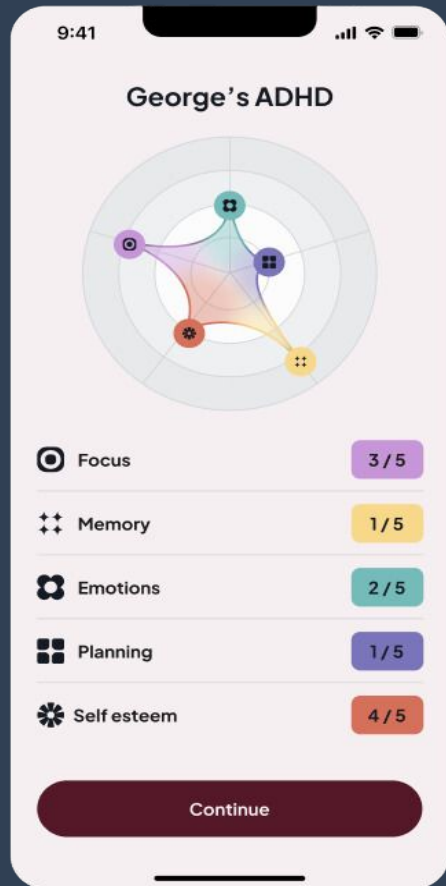 9:41
George’s ADHD
Focus 3 / 5
Memory 1 / 5
Emotions 2 / 5
Planning 1 / 5
Self esteem 4 / 5
Continue